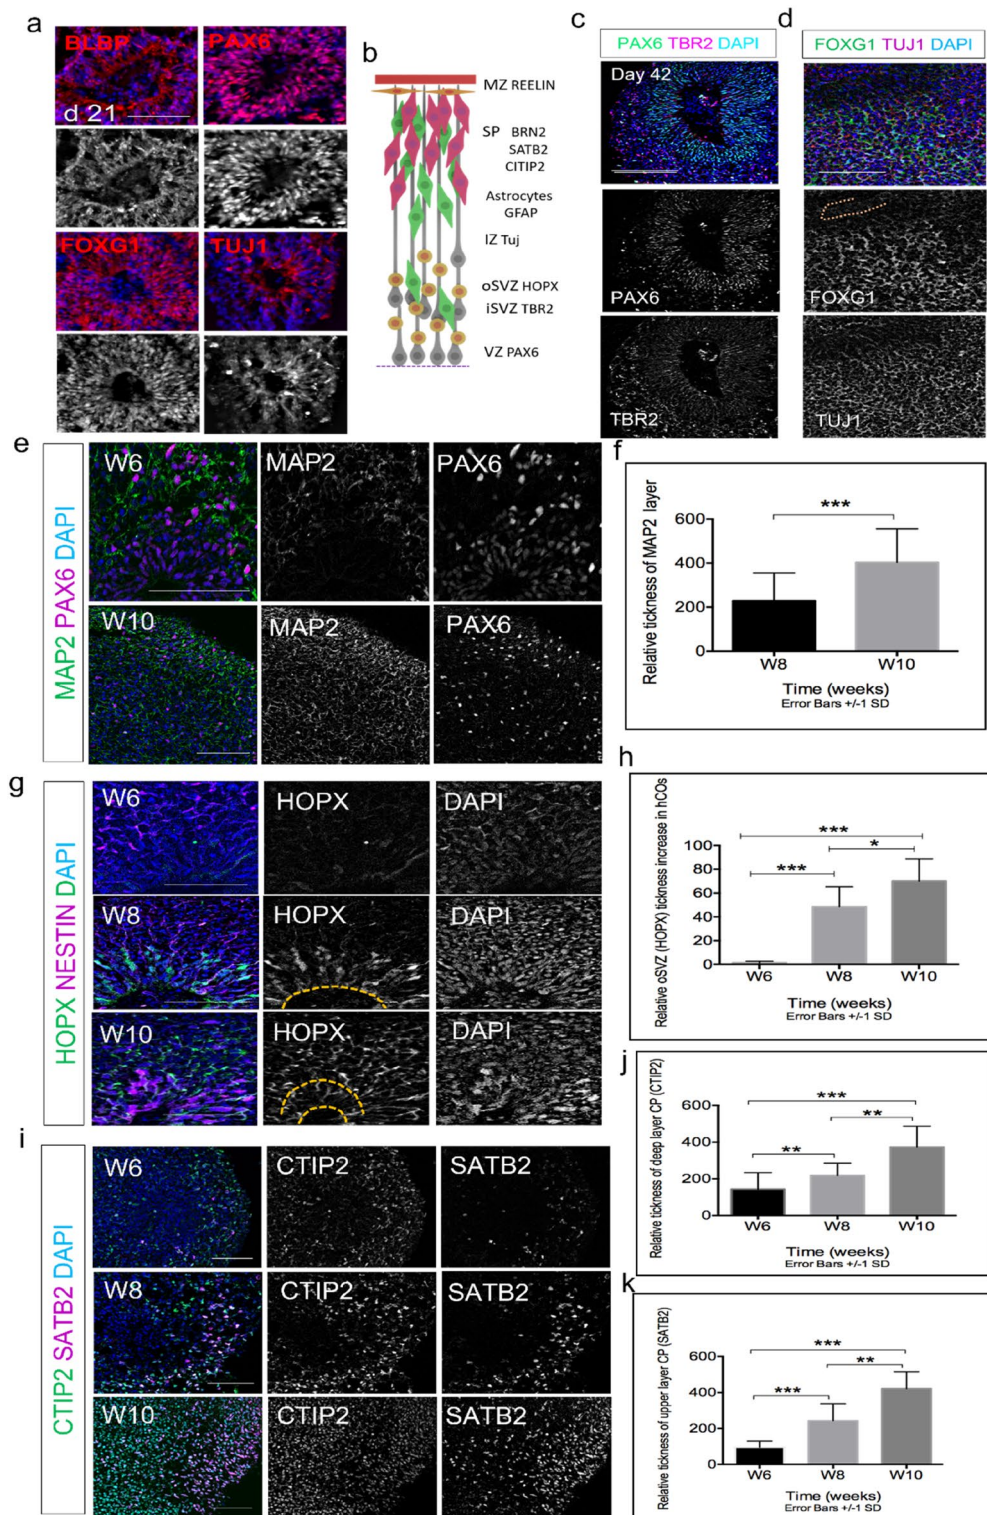 a
BLBP
PAX6
d 21
FOXG1
TUJ1
b
MZ REELIN
SP BRN2
SATB2
CITIP2
Astrocytes
GFAP
IZ Tuj
oSVZ HOPX
iSVZ TBR2
VZ PAX6
c
PAX6 TBR2 DAPI
Day 42
PAX6
TBR2
d
FOXG1 TUJ1 DAPI
FOXG1
TUJ1
e
MAP2 PAX6 DAPI
W6
MAP2
PAX6
W10
MAP2
PAX6
f
Relative tickness of MAP2 layer
600
400
200
0
***
W8
W10
Time (weeks)
Error Bars +/-1 SD
g
HOPX NESTIN DAPI
W6
HOPX
DAPI
W8
HOPX
DAPI
W10
HOPX
DAPI
h
Relative oSVZ (HOPX) tickness increase in hCOs
100
80
60
40
20
0
***
***
*
W6
W8
W10
Time (weeks)
Error Bars +/-1 SD
i
CTIP2 SATB2 DAPI
W6
CTIP2
SATB2
W8
CTIP2
SATB2
W10
CTIP2
SATB2
j
Relative tickness of deep layer CP (CTIP2)
600
400
200
0
***
**
**
W6
W8
W10
Time (weeks)
Error Bars +/-1 SD
k
Relative tickness of upper layer CP (SATB2)
600
400
200
0
***
**
***
W6
W8
W10
Time (weeks)
Error Bars +/-1 SD